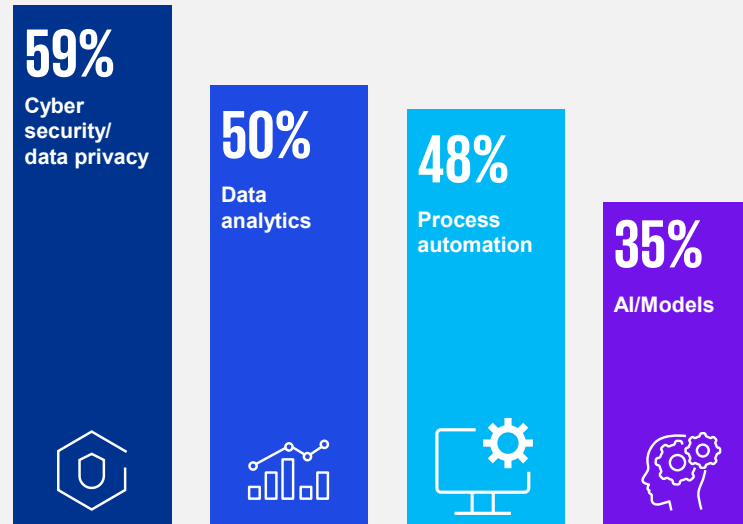 59%
Cyber
security/
data privacy
50%
Data
analytics
48%
Process
automation
35%
AI/Models